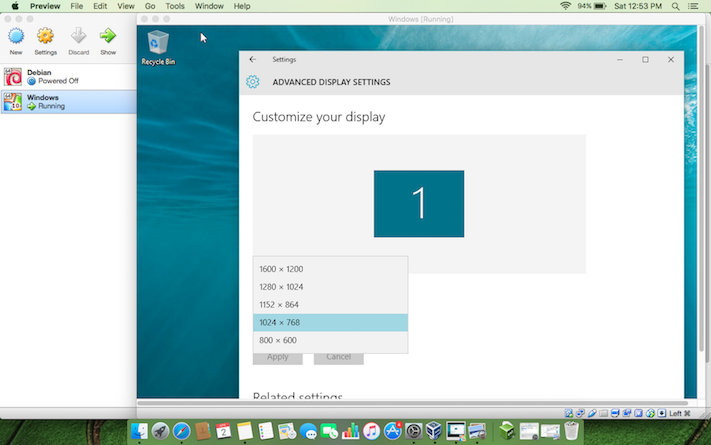 Preview File Edit View Go Tools Window Help 94% Sat 12:53 PM
Windows [Running]
New Settings Discard Show
Debian
Powered Off
Windows
Running
Recycle Bin
Settings
ADVANCED DISPLAY SETTINGS
Customize your display
1
1600 × 1200
1280 × 1024
1152 × 864
1024 × 768
800 × 600
Apply Cancel
Related settings
Left ⌘